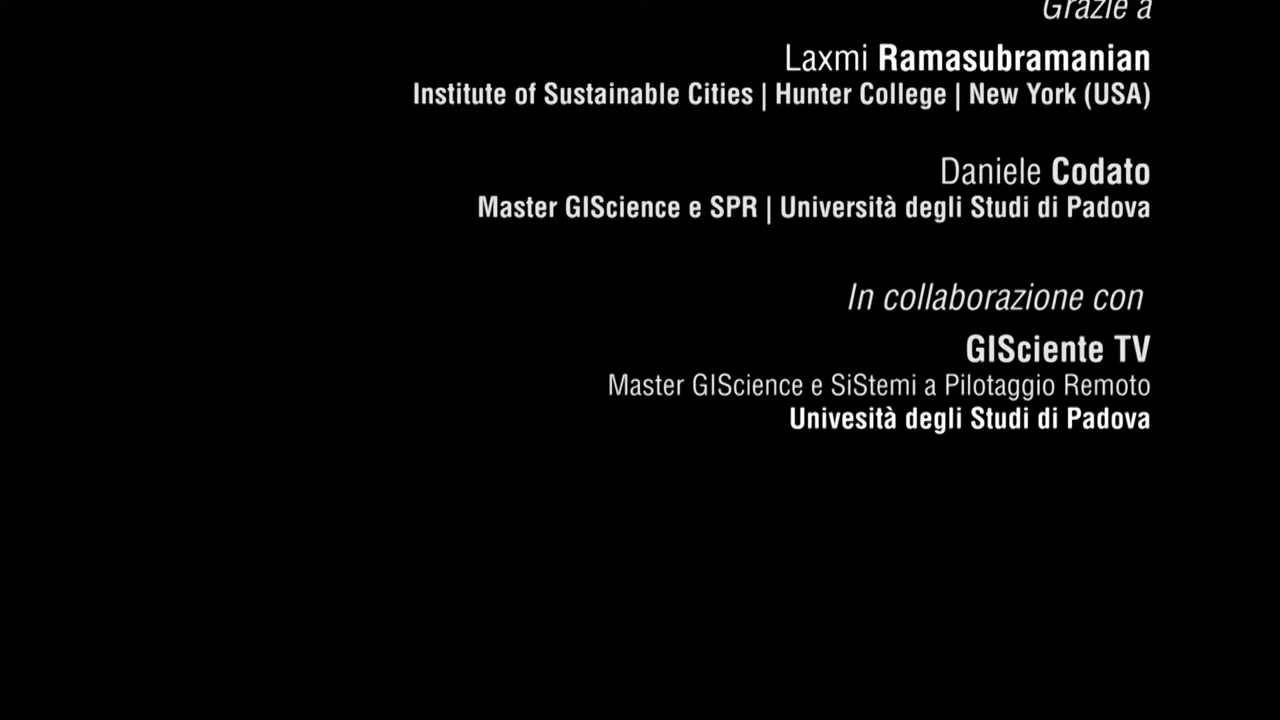 Grazie a
Laxmi Ramasubramanian
Institute of Sustainable Cities | Hunter College | New York (USA)
Daniele Codato
Master GIScience e SPR | Università degli Studi di Padova
In collaborazione con
GISciente TV
Master GIScience e SiStemi a Pilotaggio Remoto
Univesità degli Studi di Padova